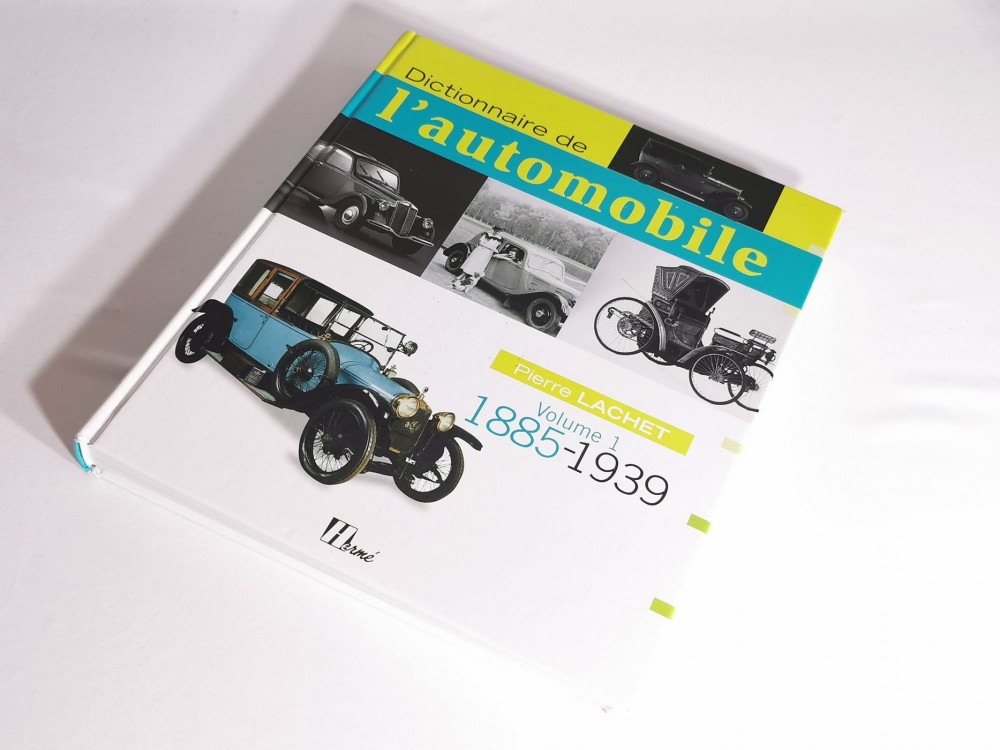 Dictionnaire de
l'automobile
Pierre LACHET
Volume 1
1885-1939
Hermé